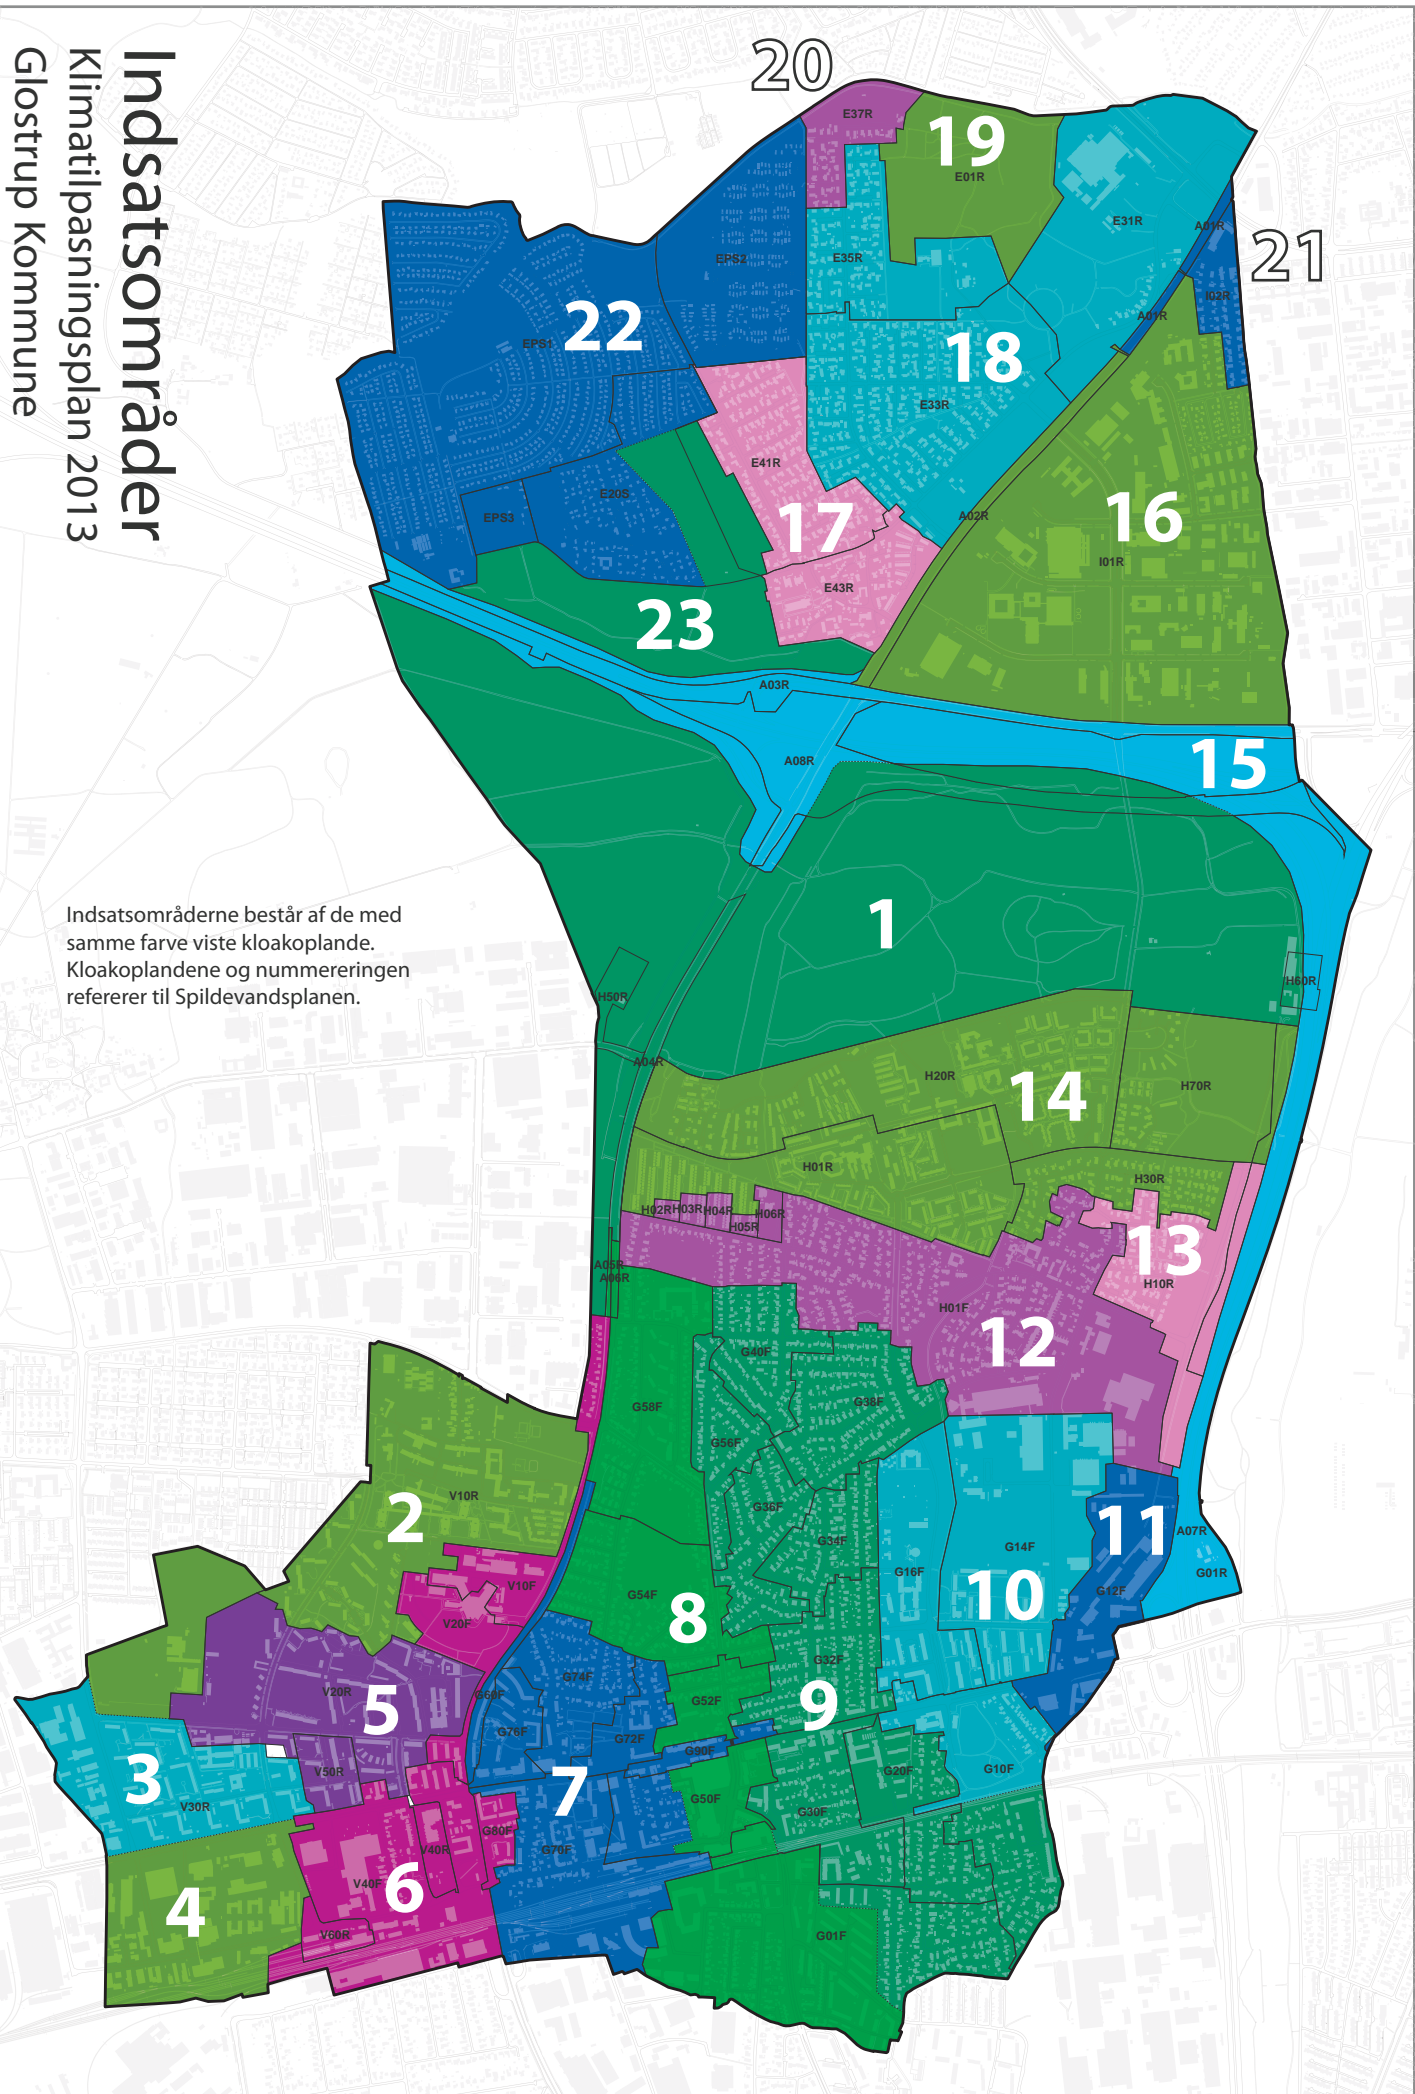 Indsatsområder
Klimatilpasningsplan 2013
Glostrup Kommune
20
E37R
19
E01R
E31R
A01R
21
EPS2
E35R
I02R
A01R
22
EPS1
18
E33R
E41R
E20S
EPS3
17
A02R
16
I01R
E43R
23
A03R
A08R
15
Indsatsområderne består af de med
samme farve viste kloakoplande.
Kloakoplandene og nummereringen
refererer til Spildevandsplanen.
1
H60R
H50R
A04R
H20R
14
H70R
H01R
H30R
H02R
H03R
H04R
H05R
H06R
13
H10R
A05R
A06R
H01F
12
G40F
G58F
G38F
G56F
2
V10R
G36F
G34F
11
A07R
G14F
G16F
G01R
V10F
G54F
10
G12F
V20F
8
G32F
G74F
V20R
5
G60F
9
G52F
G76F
G72F
G90F
3
V50R
7
G20F
G10F
V30R
G50F
G30F
G80F
V40R
G70F
V40F
6
4
V60R
G01F